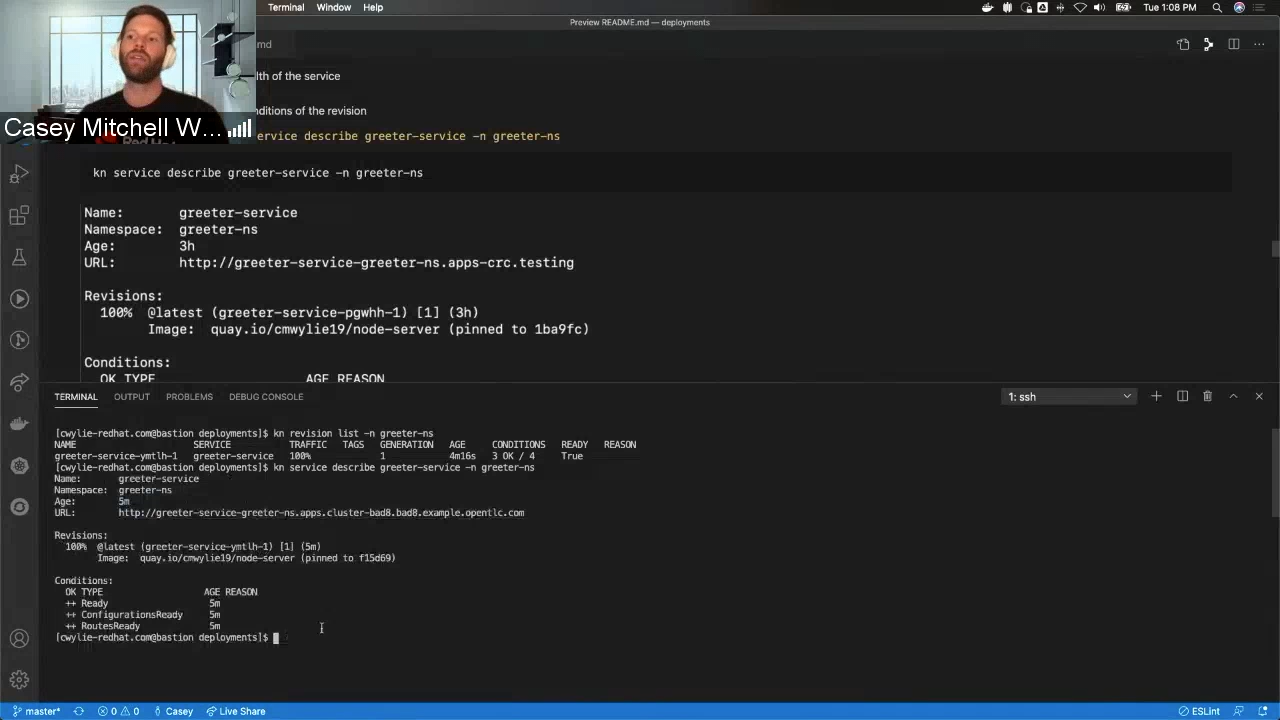 Terminal Window Help
Tue 1:08 PM
Preview README.md — deployments
md
lth of the service
nditions of the revision
ervice describe greeter-service -n greeter-ns
Casey Mitchell W...
Red Hat
kn service describe greeter-service -n greeter-ns
Name: greeter-service
Namespace: greeter-ns
Age: 3h
URL: http://greeter-service-greeter-ns.apps-crc.testing
Revisions:
100% @latest (greeter-service-pgwhh-1) [1] (3h)
Image: quay.io/cmwylie19/node-server (pinned to 1ba9fc)
Conditions:
OK TYPE AGE REASON
TERMINAL OUTPUT PROBLEMS DEBUG CONSOLE
1: ssh
[cwylie-redhat.com@bastion deployments]$ kn revision list -n greeter-ns
NAME SERVICE TRAFFIC TAGS GENERATION AGE CONDITIONS READY REASON
greeter-service-ymtlh-1 greeter-service 100% 1 4m16s 3 OK / 4 True
[cwylie-redhat.com@bastion deployments]$ kn service describe greeter-service -n greeter-ns
Name: greeter-service
Namespace: greeter-ns
Age: 5m
URL: http://greeter-service-greeter-ns.apps.cluster-bad8.bad8.example.opentlc.com
Revisions:
100% @latest (greeter-service-ymtlh-1) [1] (5m)
Image: quay.io/cmwylie19/node-server (pinned to f15d69)
Conditions:
OK TYPE AGE REASON
++ Ready 5m
++ ConfigurationsReady 5m
++ RoutesReady 5m
[cwylie-redhat.com@bastion deployments]$
master* 0 0 Casey Live Share
ESLint